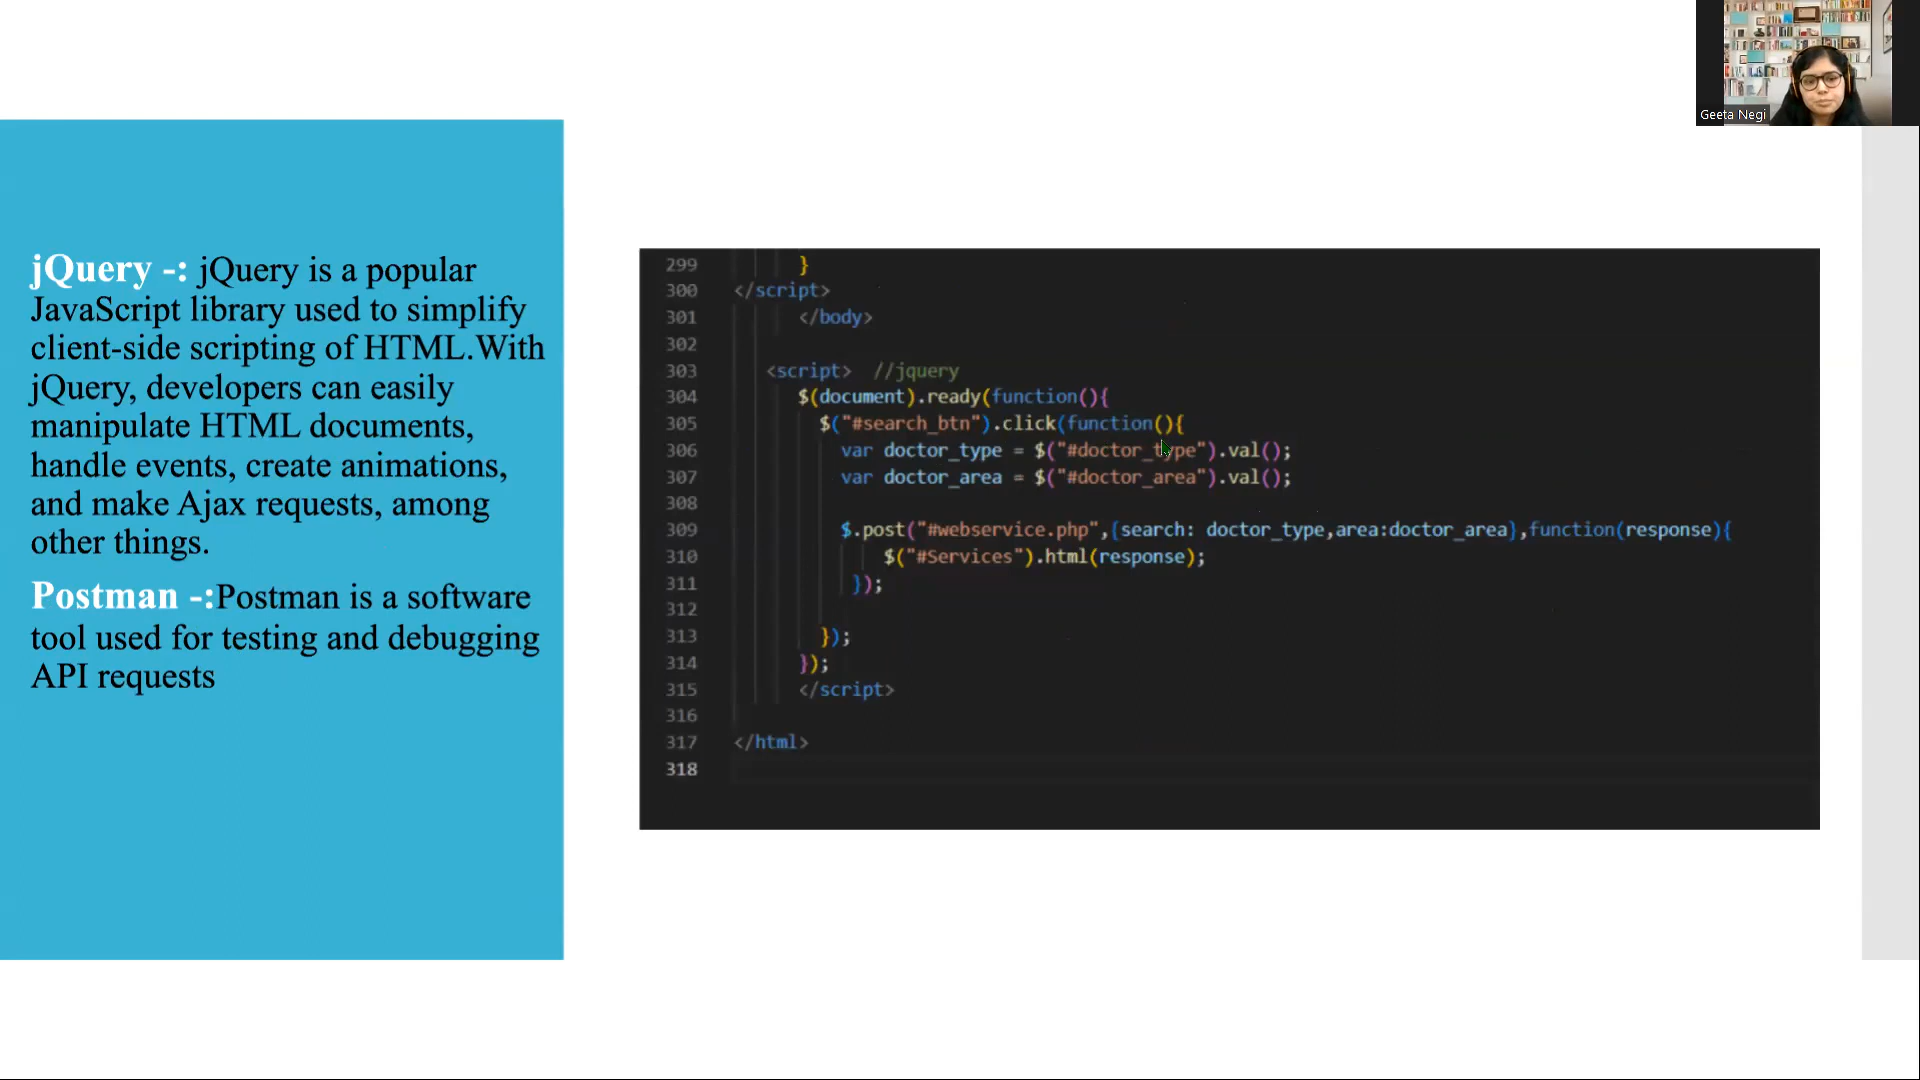 Geeta Negi
jQuery -: jQuery is a popular
JavaScript library used to simplify
client-side scripting of HTML.With
jQuery, developers can easily
manipulate HTML documents,
handle events, create animations,
and make Ajax requests, among
other things.
Postman -:Postman is a software
tool used for testing and debugging
API requests
299 }
300 </script>
301 </body>
302
303 <script> //jquery
304 $(document).ready(function(){
305 $("#search_btn").click(function(){
306 var doctor_type = $("#doctor_type").val();
307 var doctor_area = $("#doctor_area").val();
308
309 $.post("#webservice.php",{search: doctor_type,area:doctor_area},function(response){
310 $("#Services").html(response);
311 });
312
313 });
314 });
315 </script>
316
317 </html>
318